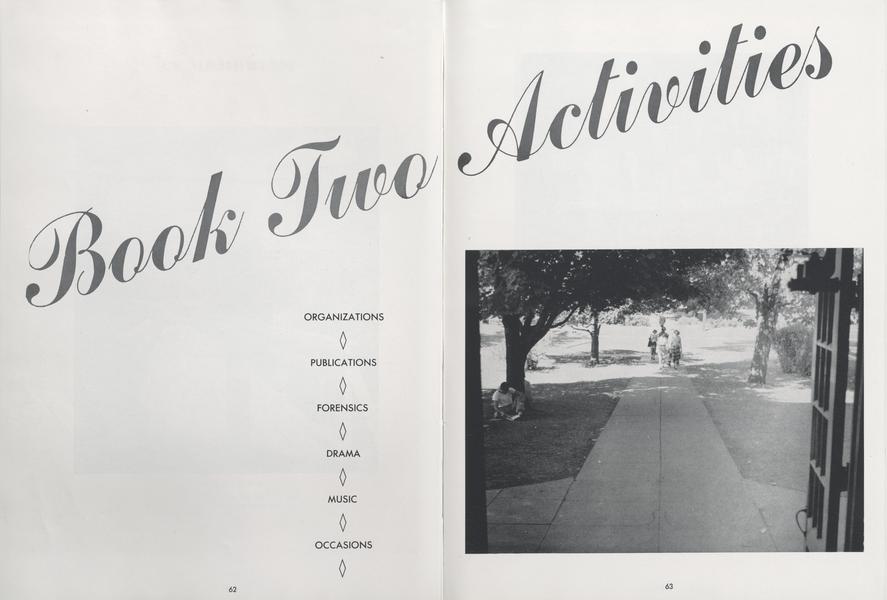 Book Two Activities
ORGANIZATIONS
PUBLICATIONS
FORENSICS
DRAMA
MUSIC
OCCASIONS
62
63